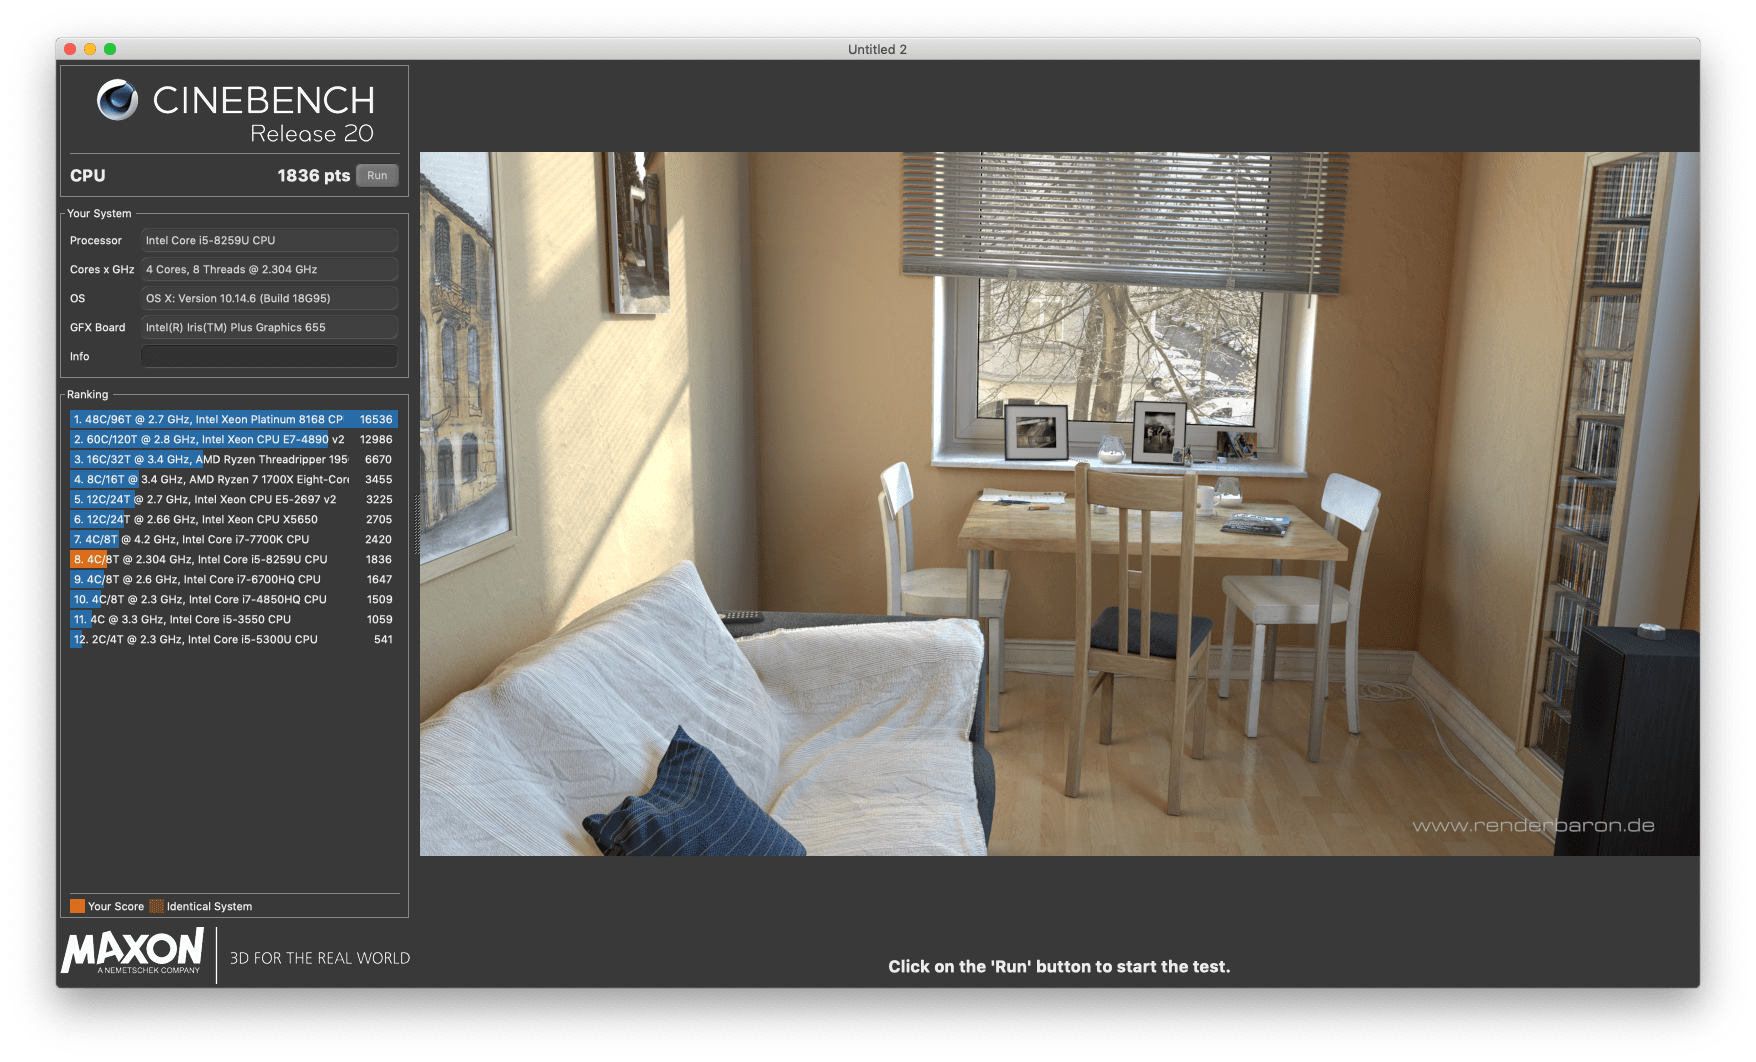 Untitled 2
CINEBENCH
Release 20
CPU 1836 pts Run
Your System
Processor Intel Core i5-8259U CPU
Cores x GHz 4 Cores, 8 Threads @ 2.304 GHz
OS OS X: Version 10.14.6 (Build 18G95)
GFX Board Intel(R) Iris(TM) Plus Graphics 655
Info
Ranking
1. 48C/96T @ 2.7 GHz, Intel Xeon Platinum 8168 CP 16536
2. 60C/120T @ 2.8 GHz, Intel Xeon CPU E7-4890 v2 12986
3. 16C/32T @ 3.4 GHz, AMD Ryzen Threadripper 195 6670
4. 8C/16T @ 3.4 GHz, AMD Ryzen 7 1700X Eight-Cor 3455
5. 12C/24T @ 2.7 GHz, Intel Xeon CPU E5-2697 v2 3225
6. 12C/24T @ 2.66 GHz, Intel Xeon CPU X5650 2705
7. 4C/8T @ 4.2 GHz, Intel Core i7-7700K CPU 2420
8. 4C/8T @ 2.304 GHz, Intel Core i5-8259U CPU 1836
9. 4C/8T @ 2.6 GHz, Intel Core i7-6700HQ CPU 1647
10. 4C/8T @ 2.3 GHz, Intel Core i7-4850HQ CPU 1509
11. 4C @ 3.3 GHz, Intel Core i5-3550 CPU 1059
12. 2C/4T @ 2.3 GHz, Intel Core i5-5300U CPU 541
Your Score Identical System
MAXON
A NEMETSCHEK COMPANY
3D FOR THE REAL WORLD
www.renderbaron.de
Click on the 'Run' button to start the test.